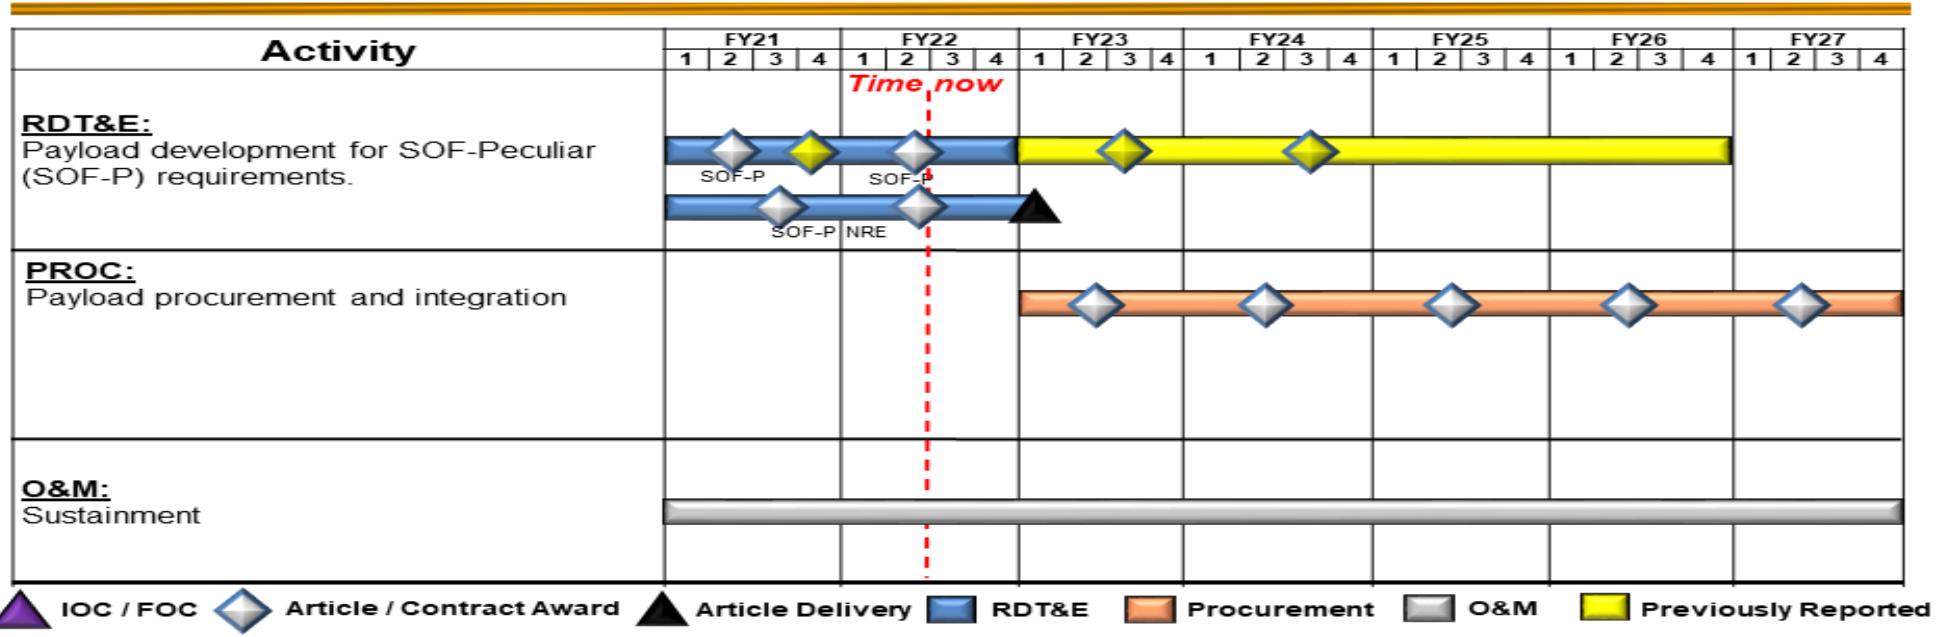 Activity
FY21 FY22 FY23 FY24 FY25 FY26 FY27
1 2 3 4 1 2 3 4 1 2 3 4 1 2 3 4 1 2 3 4 1 2 3 4 1 2 3 4
Time now
RDT&E:
Payload development for SOF-Peculiar
(SOF-P) requirements.
SOF-P SOF-P
SOF-P NRE
PROC:
Payload procurement and integration
O&M:
Sustainment
IOC / FOC Article / Contract Award Article Delivery RDT&E Procurement O&M Previously Reported